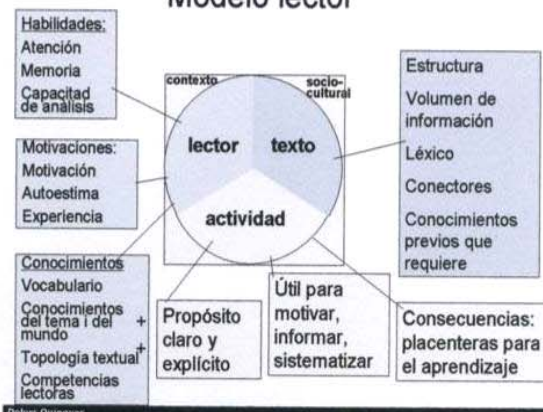 Modelo lector
Habilidades:
Atención
Memoria
Capacidad
de análisis
Motivaciones:
Motivación
Autoestima
Experiencia
Conocimientos
Vocabulario
Conocimientos
del tema i del +
mundo
Topología textual +
Competencias
lectoras
contexto
socio-
cultural
lector
texto
actividad
Estructura
Volumen de
información
Léxico
Conectores
Conocimientos
previos que
requiere
Propósito
claro y
explícito
Útil para
motivar,
informar,
sistematizar
Consecuencias:
placenteras para
el aprendizaje